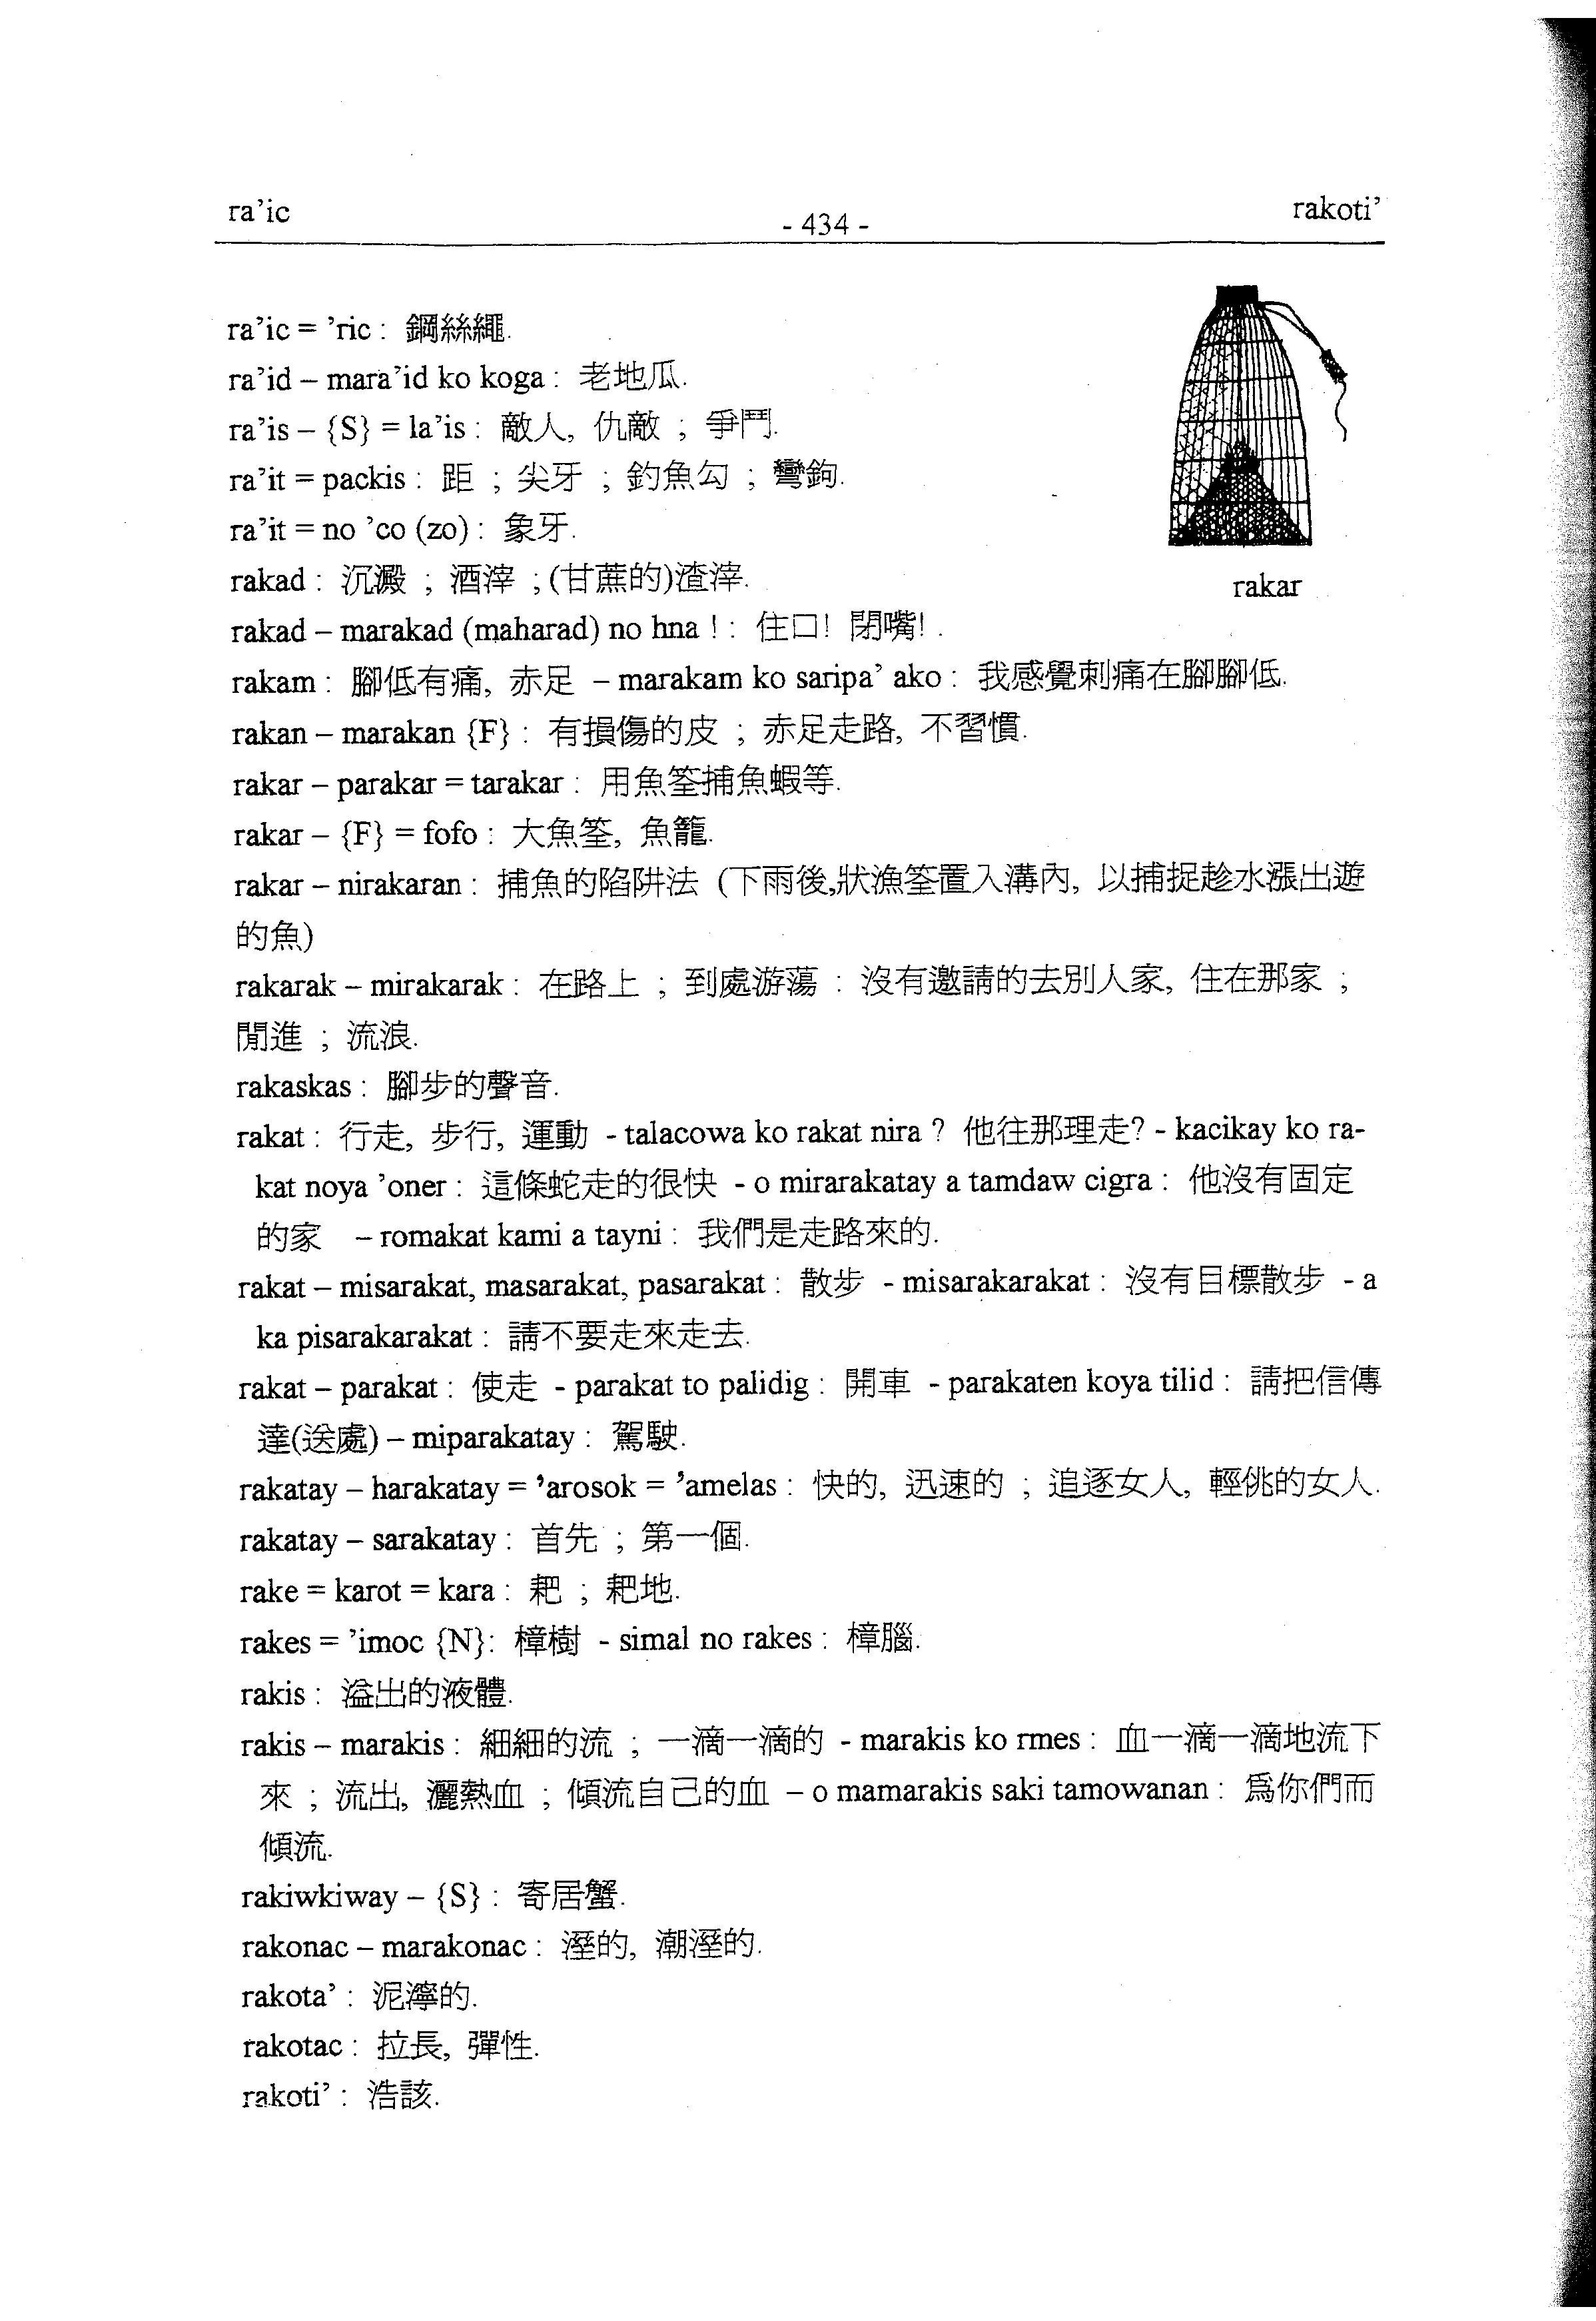 ra’ic
- 434 -
rakoti’
ra’ic = ’ric : 鋼絲繩.
ra’id – mara’id ko koga : 老地瓜.
ra’is – {S} = la’is : 敵人, 仇敵 ; 爭鬥.
ra’it = packis : 距 ; 尖牙 ; 釣魚勾 ; 彎鉤.
ra’it = no ’co (zo) : 象牙.
rakad : 沉澱 ; 酒滓 ; (甘蔗的)渣滓.
rakar
rakad – marakad (maharad) no hna ! : 住口! 閉嘴! .
rakam : 腳低有痛, 赤足 – marakam ko saripa’ ako : 我感覺刺痛在腳腳低.
rakan – marakan {F} : 有損傷的皮 ; 赤足走路, 不習慣.
rakar – parakar = tarakar : 用魚筌捕魚蝦等.
rakar – {F} = fofo : 大魚筌, 魚籠.
rakar – nirakaran : 捕魚的陷阱法 (下雨後,狀漁筌置入溝內, 以捕捉趁水漲出遊
的魚)
rakarak – mirakarak : 在路上 ; 到處游蕩 : 沒有邀請的去別人家, 住在那家 ;
閒進 ; 流浪.
rakaskas : 腳步的聲音.
rakat : 行走, 步行, 運動 - talacowa ko rakat nira ? 他往那理走? - kacikay ko ra-
kat noya ’oner : 這條蛇走的很快 - o mirarakatay a tamdaw cigra : 他沒有固定
的家 – romakat kami a tayni : 我們是走路來的.
rakat – misarakat, masarakat, pasarakat : 散步 - misarakarakat : 沒有目標散步 - a
ka pisarakarakat : 請不要走來走去.
rakat – parakat : 使走 - parakat to palidig : 開車 - parakaten koya tilid : 請把信傳
達(送處) – miparakatay : 駕駛.
rakatay – harakatay = ’arosok = ’amelas : 快的, 迅速的 ; 追逐女人, 輕佻的女人.
rakatay – sarakatay : 首先 ; 第一個.
rake = karot = kara : 耙 ; 耙地.
rakes = ’imoc {N}: 樟樹 - simal no rakes : 樟腦.
rakis : 溢出的液體.
rakis – marakis : 細細的流 ; 一滴一滴的 - marakis ko rmes : 血一滴一滴地流下
來 ; 流出, 灑熱血 ; 傾流自己的血 – o mamarakis saki tamowanan : 為你們而
傾流.
rakiwkiway – {S} : 寄居蟹.
rakonac – marakonac : 溼的, 潮溼的.
rakota’ : 泥濘的.
rakotac : 拉長, 彈性.
rakoti’ : 浩該.